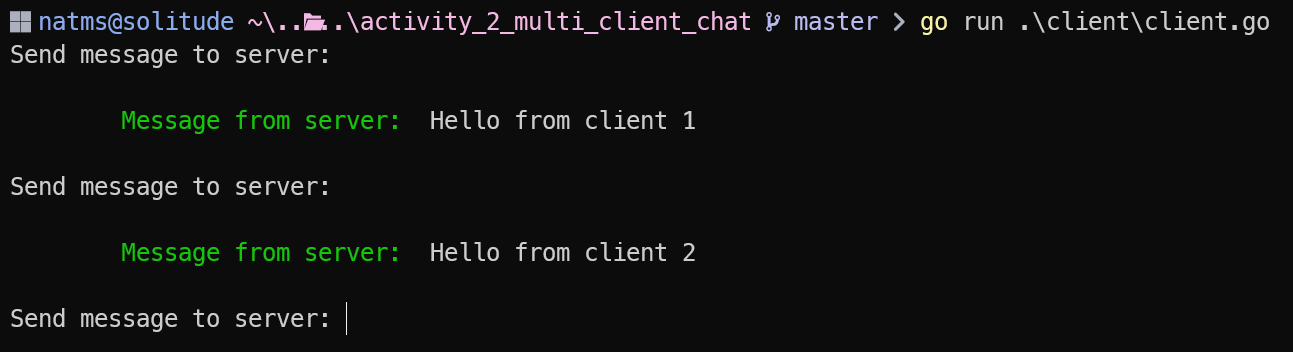 natms@solitude ~\....\activity_2_multi_client_chat master > go run .\client\client.go
Send message to server:
Message from server: Hello from client 1
Send message to server:
Message from server: Hello from client 2
Send message to server: